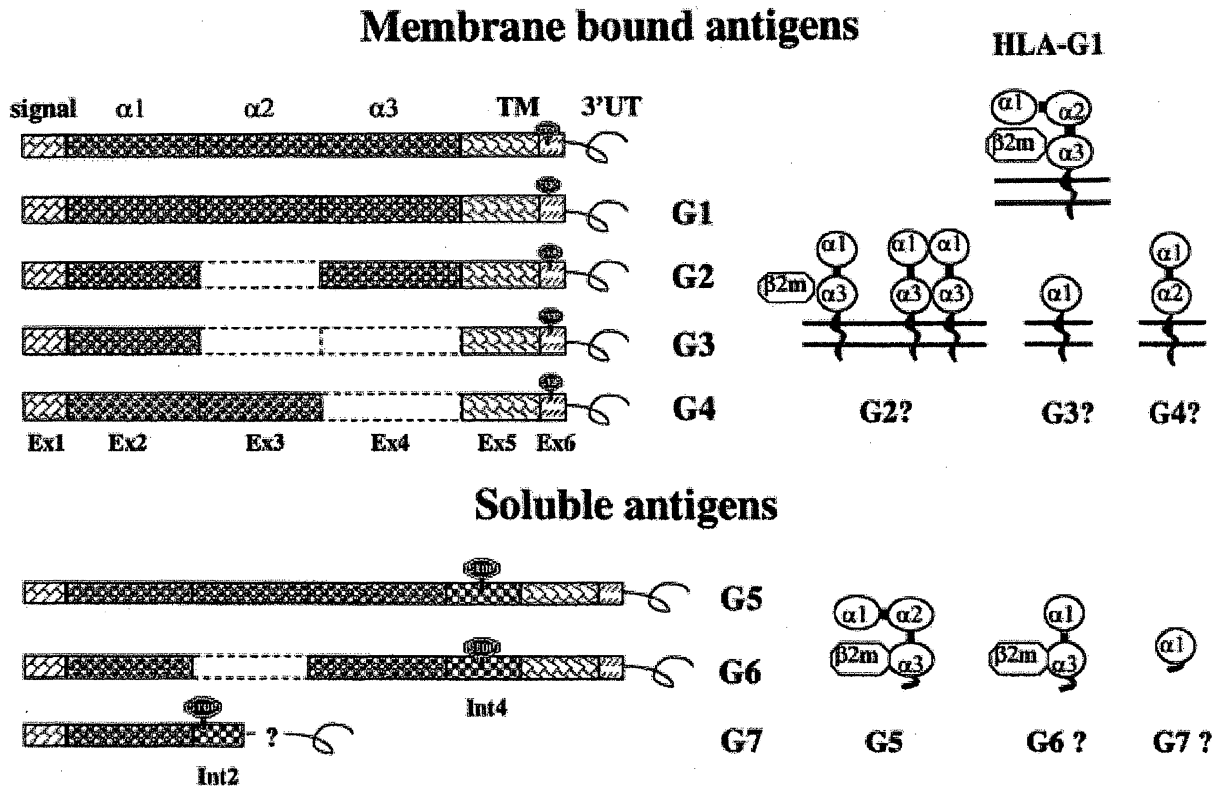 Membrane bound antigens
HLA-G1
signal α1 α2 α3 TM 3'UT
α1 α2
β2m α3
G1
G2
G3
G4
α1 α1 α1 α1
β2m α3 α3 α3 α1 α2
G2? G3? G4?
Ex1 Ex2 Ex3 Ex4 Ex5 Ex6
Soluble antigens
G5
G6
Int4
? G7
Int2
α1 α2 α1
β2m α3 β2m α3 α1
G5 G6 ? G7 ?